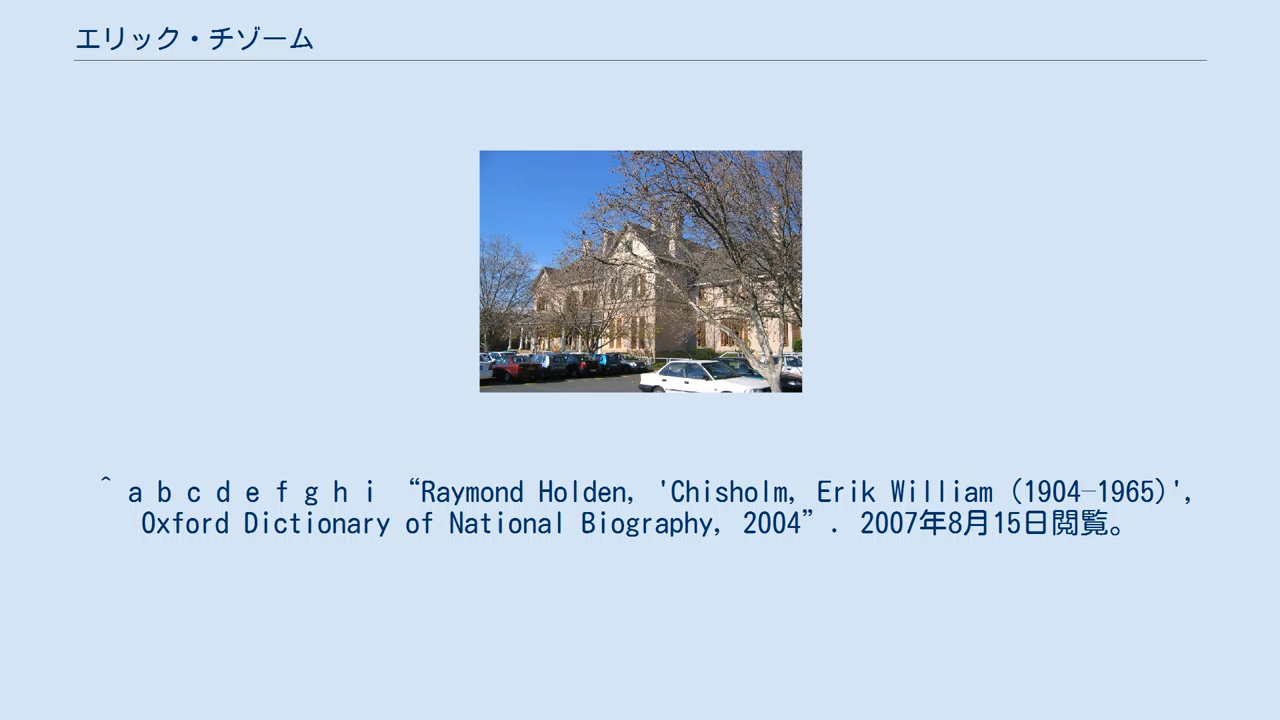 エリック・チゾーム
^ a b c d e f g h i “Raymond Holden, 'Chisholm, Erik William (1904–1965)',
Oxford Dictionary of National Biography, 2004”. 2007年8月15日閲覧。